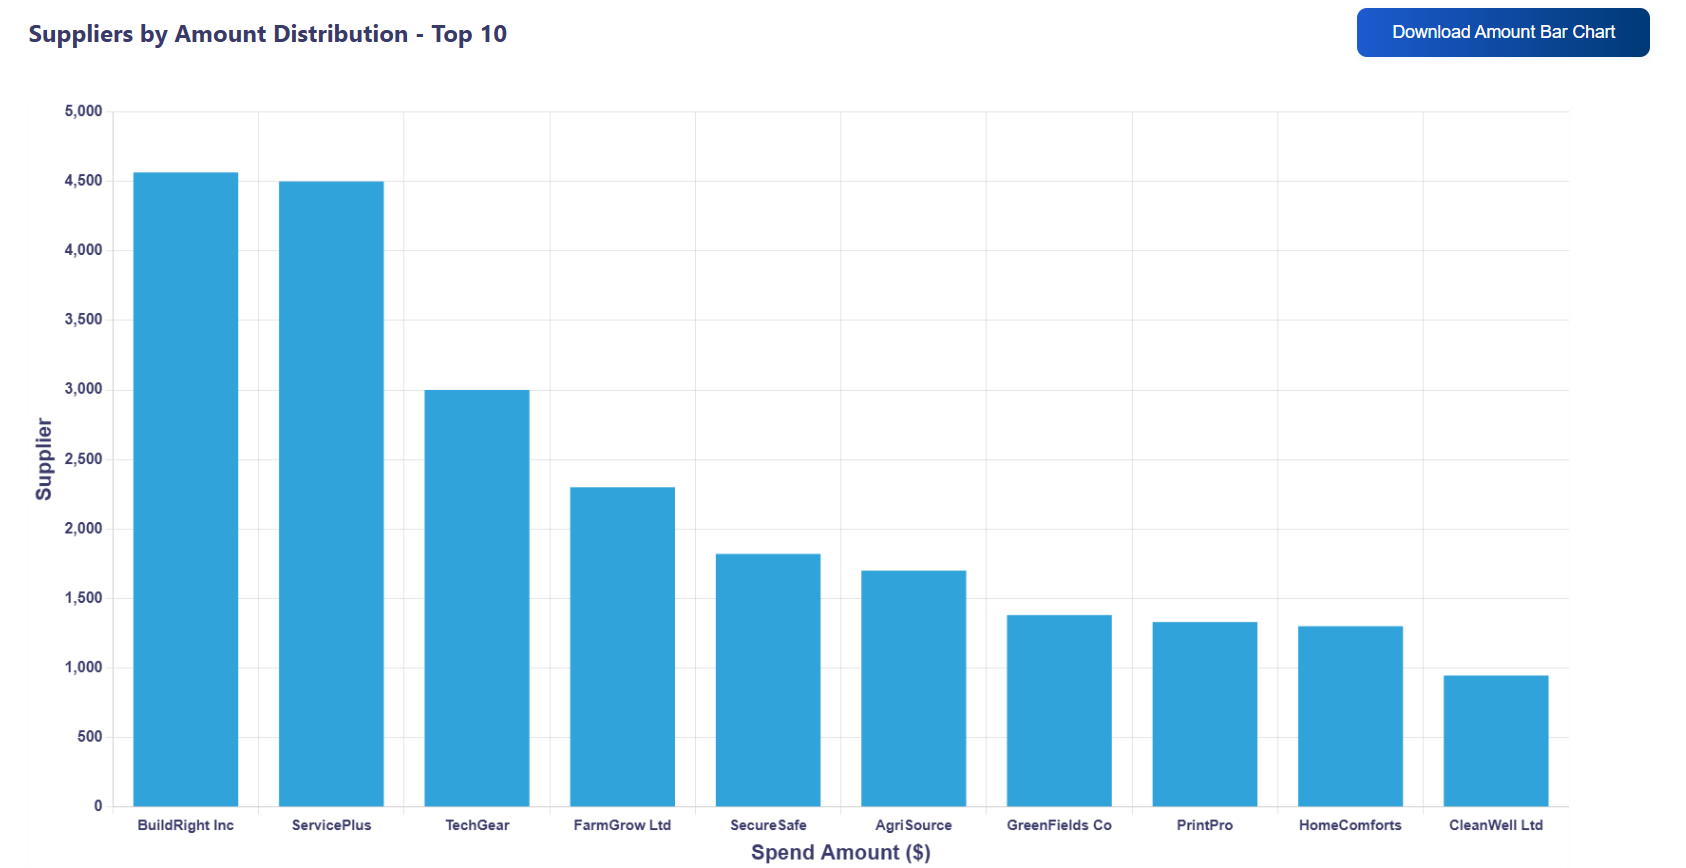 Suppliers by Amount Distribution - Top 10
Download Amount Bar Chart
5,000
4,500
4,000
3,500
3,000
2,500
2,000
1,500
1,000
500
0
Supplier
BuildRight Inc
ServicePlus
TechGear
FarmGrow Ltd
SecureSafe
AgriSource
GreenFields Co
PrintPro
HomeComforts
CleanWell Ltd
Spend Amount ($)